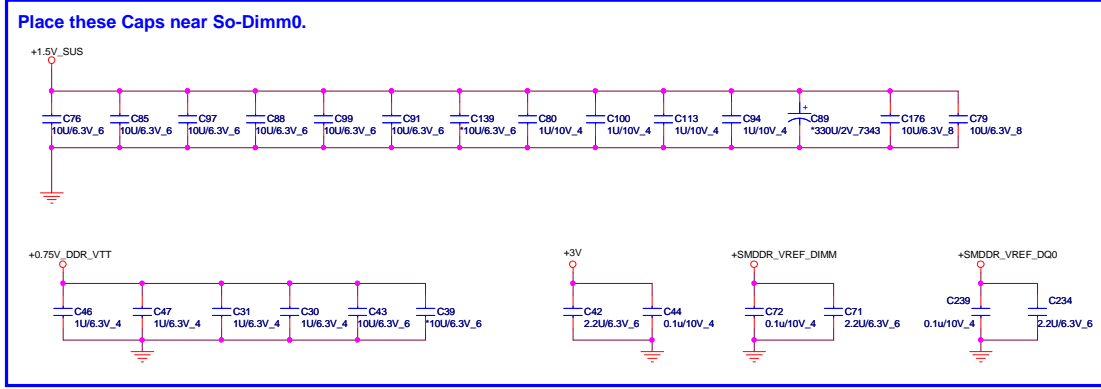 Place these Caps near So-Dimm0.
+1.5V_SUS
+
C76 C85 C97 C88 C99 C91 C139 C80 C100 C113 C94 C89 C176 C79
10U/6.3V_6 10U/6.3V_6 10U/6.3V_6 10U/6.3V_6 10U/6.3V_6 10U/6.3V_6 *10U/6.3V_6 1U/10V_4 1U/10V_4 1U/10V_4 1U/10V_4 *330U/2V_7343 10U/6.3V_8 10U/6.3V_8
+0.75V_DDR_VTT +3V +SMDDR_VREF_DIMM +SMDDR_VREF_DQ0
C46 C47 C31 C30 C43 C39 C42 C44 C72 C71 C239 C234
1U/6.3V_4 1U/6.3V_4 1U/6.3V_4 1U/6.3V_4 10U/6.3V_6 *10U/6.3V_6 2.2U/6.3V_6 0.1u/10V_4 0.1u/10V_4 2.2U/6.3V_6 0.1u/10V_4 2.2U/6.3V_6